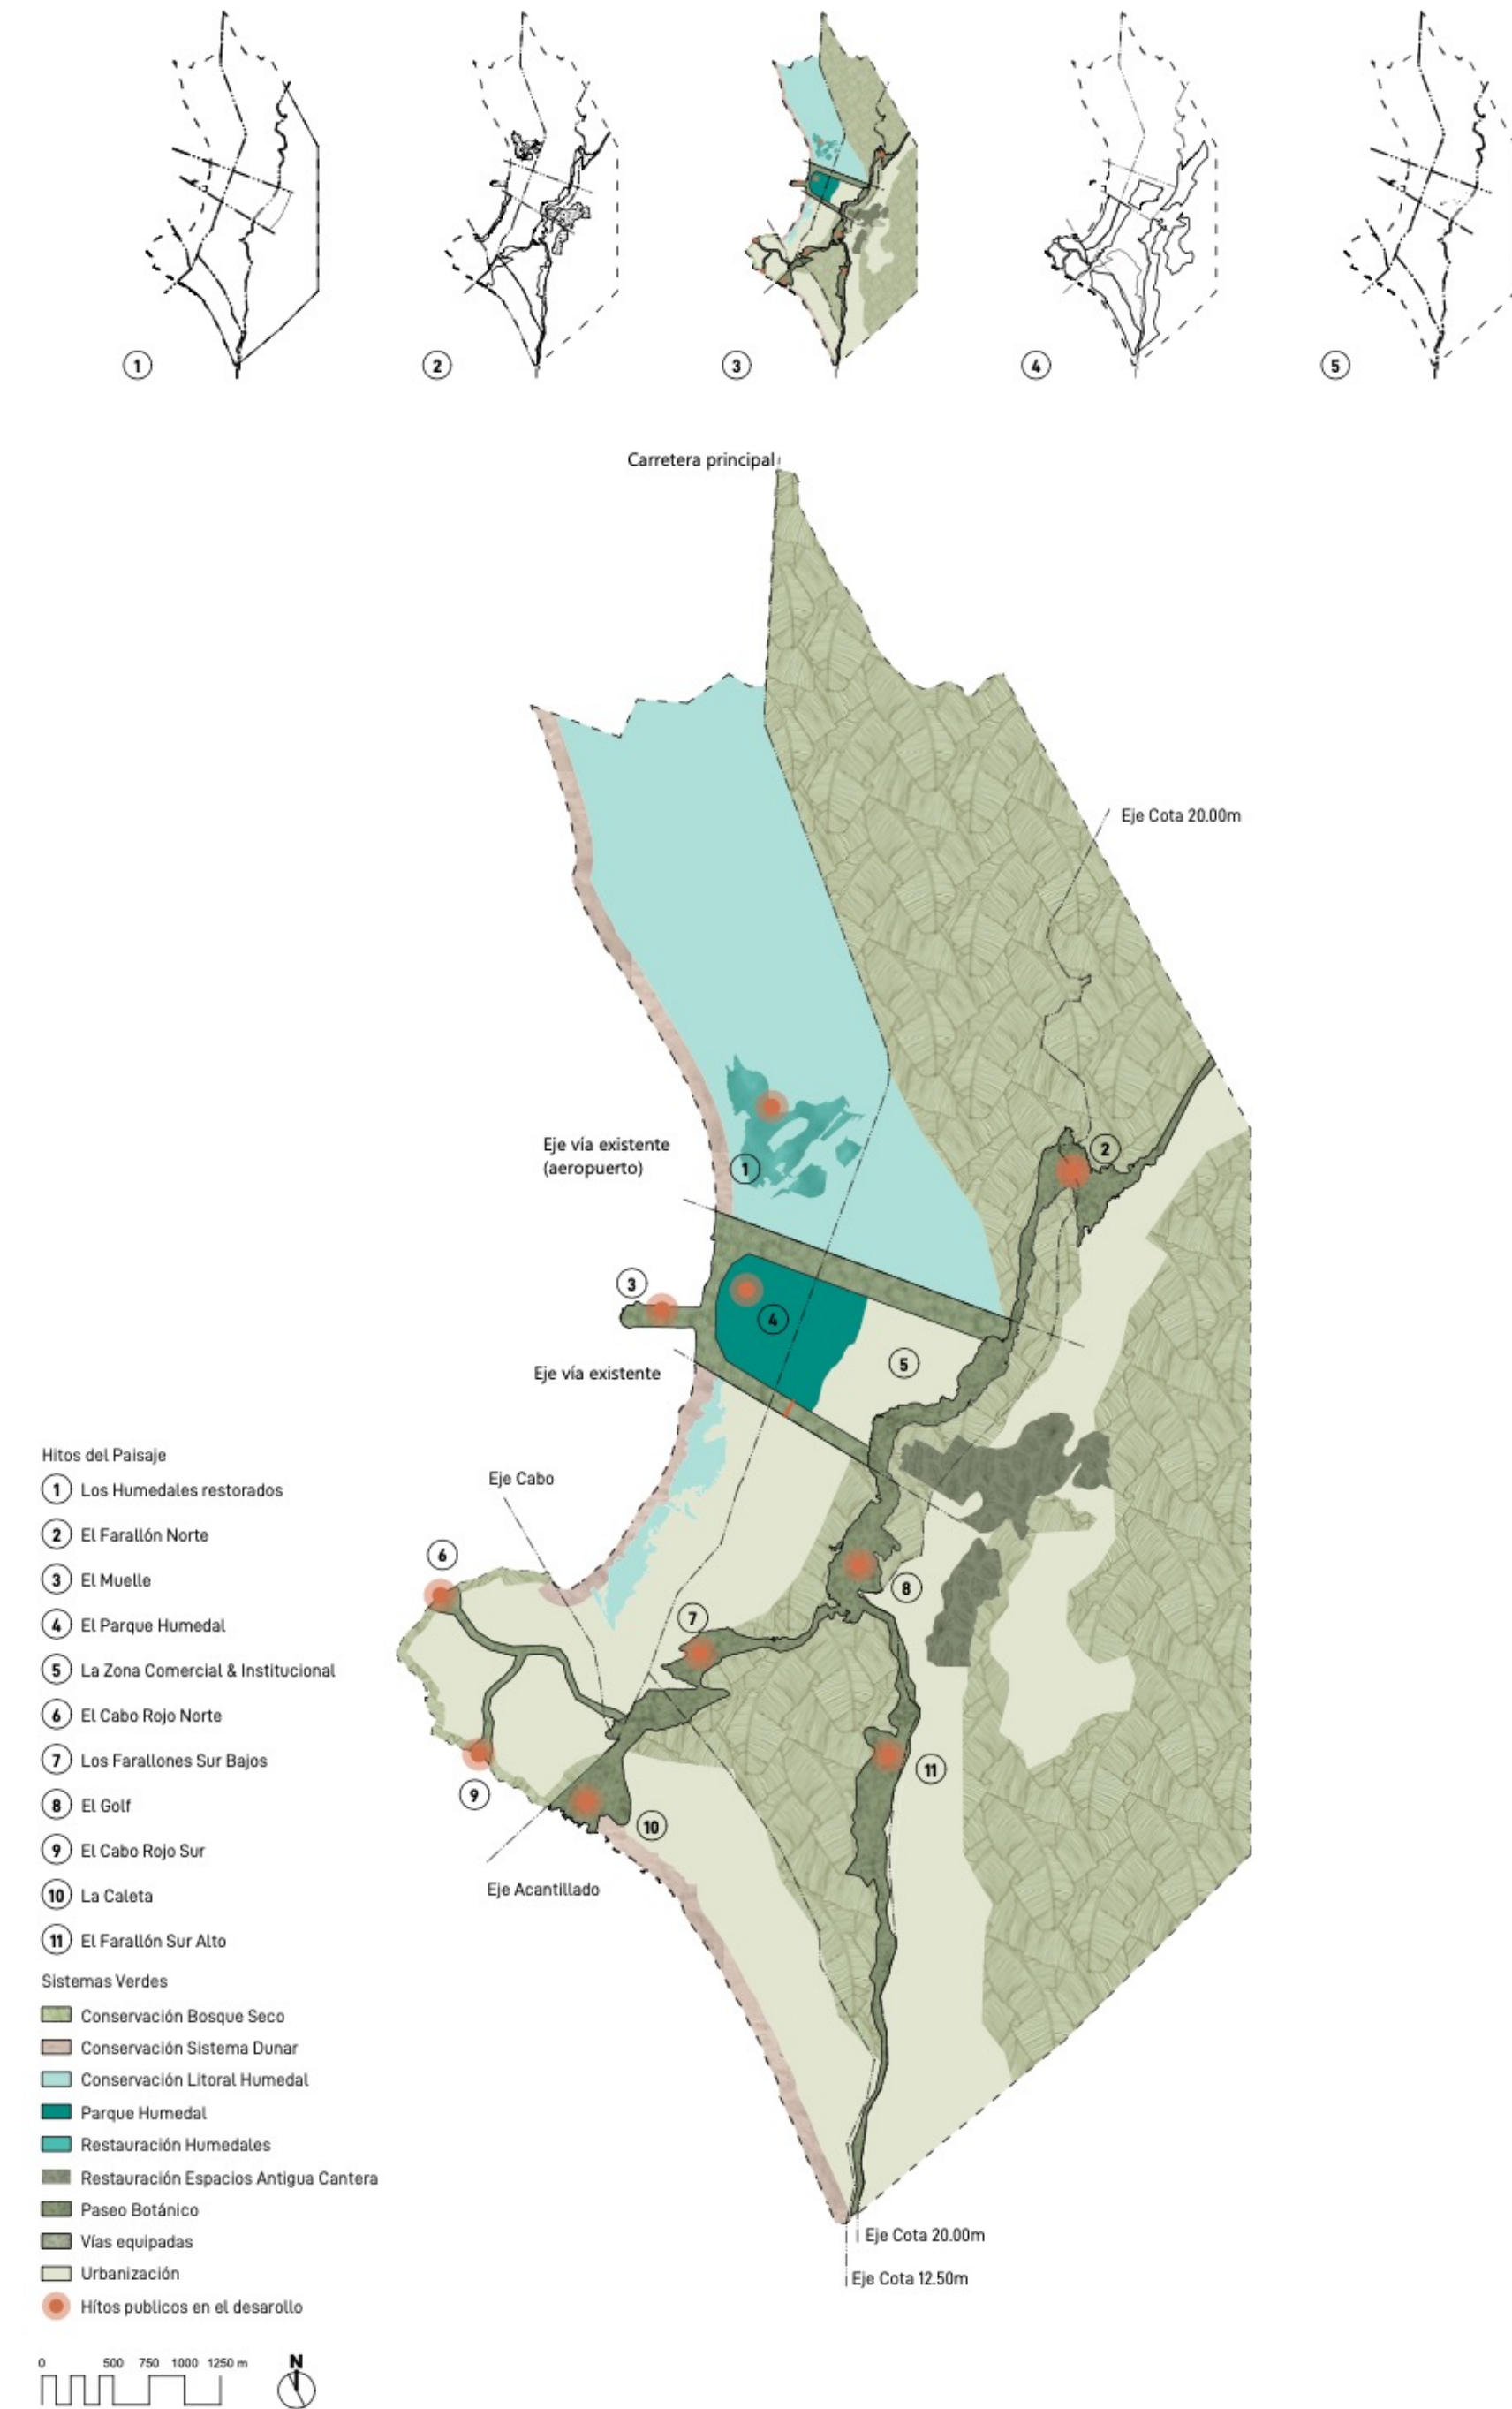 1
2
3
4
5
Carretera principal
Eje Cota 20.00m
Eje vía existente
(aeropuerto)
1
2
3
4
5
Eje vía existente
Eje Cabo
6
7
8
9
10
11
Eje Acantillado
Eje Cota 20.00m
Eje Cota 12.50m
Hitos del Paisaje
1 Los Humedales restorados
2 El Farallón Norte
3 El Muelle
4 El Parque Humedal
5 La Zona Comercial & Institucional
6 El Cabo Rojo Norte
7 Los Farallones Sur Bajos
8 El Golf
9 El Cabo Rojo Sur
10 La Caleta
11 El Farallón Sur Alto
Sistemas Verdes
Conservación Bosque Seco
Conservación Sistema Dunar
Conservación Litoral Humedal
Parque Humedal
Restauración Humedales
Restauración Espacios Antigua Cantera
Paseo Botánico
Vías equipadas
Urbanización
Hítos publicos en el desarollo
0 500 750 1000 1250 m
N